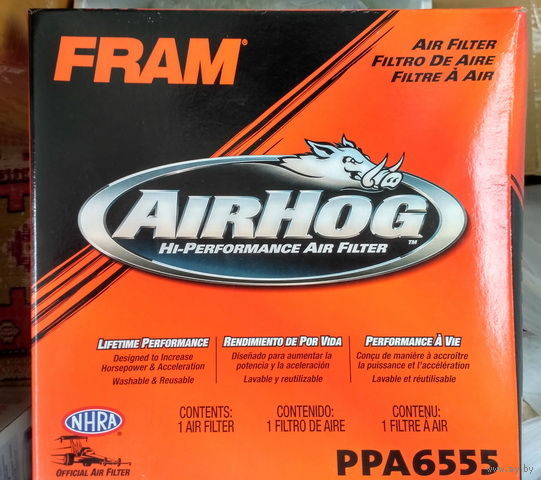 FRAM®
AIR FILTER
FILTRO DE AIRE
FILTRE À AIR
AIRHOG™
HI-PERFORMANCE AIR FILTER
LIFETIME PERFORMANCE
Designed to Increase
Horsepower & Acceleration
Washable & Reusable
RENDIMIENTO DE POR VIDA
Diseñado para aumentar la
potencia y la aceleración
Lavable y reutilizable
PERFORMANCE À VIE
Conçu de manière à accroître
la puissance et l'accélération
Lavable et réutilisable
NHRA
OFFICIAL AIR FILTER
CONTENTS:
1 AIR FILTER
CONTENIDO:
1 FILTRO DE AIRE
CONTENU:
1 FILTRE À AIR
PPA6555